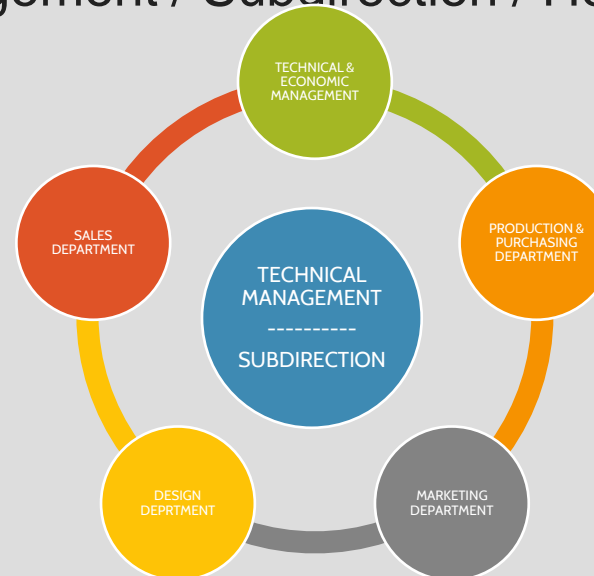 TECHNICAL &
ECONOMIC
MANAGEMENT
SALES
DEPARTMENT
PRODUCTION &
PURCHASING
DEPARTMENT
TECHNICAL
MANAGEMENT
----------
SUBDIRECTION
DESIGN
DEPRTMENT
MARKETING
DEPARTMENT